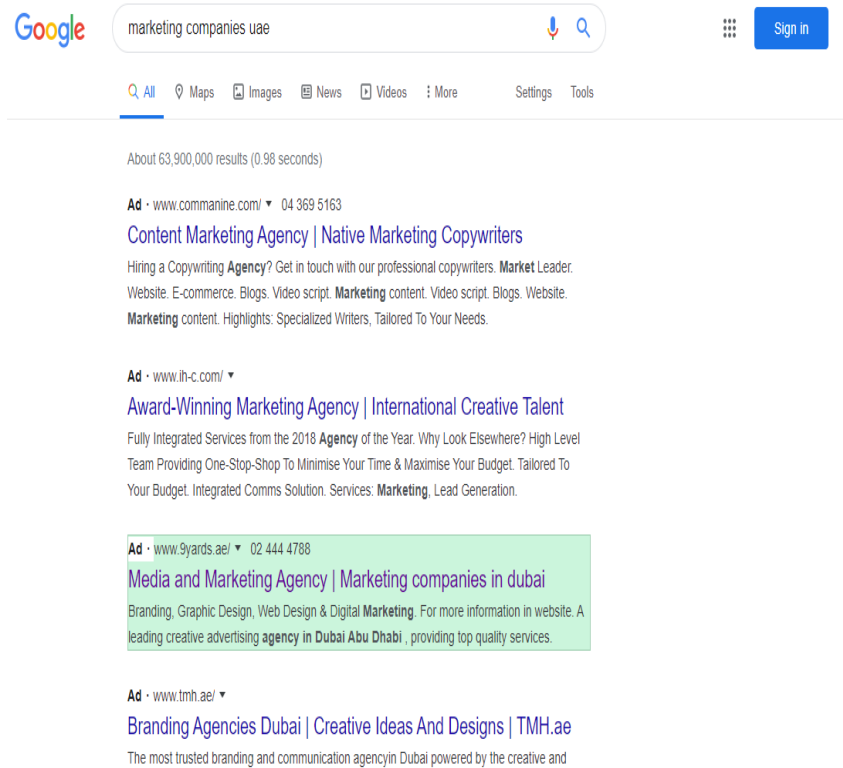 Google
marketing companies uae
Sign in
All Maps Images News Videos More Settings Tools
About 63,900,000 results (0.98 seconds)
Ad · www.commanine.com/ ▼ 04 369 5163
Content Marketing Agency | Native Marketing Copywriters
Hiring a Copywriting Agency? Get in touch with our professional copywriters. Market Leader.
Website. E-commerce. Blogs. Video script. Marketing content. Video script. Blogs. Website.
Marketing content. Highlights: Specialized Writers, Tailored To Your Needs.
Ad · www.ih-c.com/ ▼
Award-Winning Marketing Agency | International Creative Talent
Fully Integrated Services from the 2018 Agency of the Year. Why Look Elsewhere? High Level
Team Providing One-Stop-Shop To Minimise Your Time & Maximise Your Budget. Tailored To
Your Budget. Integrated Comms Solution. Services: Marketing, Lead Generation.
Ad · www.9yards.ae/ ▼ 02 444 4788
Media and Marketing Agency | Marketing companies in dubai
Branding, Graphic Design, Web Design & Digital Marketing. For more information in website. A
leading creative advertising agency in Dubai Abu Dhabi , providing top quality services.
Ad · www.tmh.ae/ ▼
Branding Agencies Dubai | Creative Ideas And Designs | TMH.ae
The most trusted branding and communication agencyin Dubai powered by the creative and